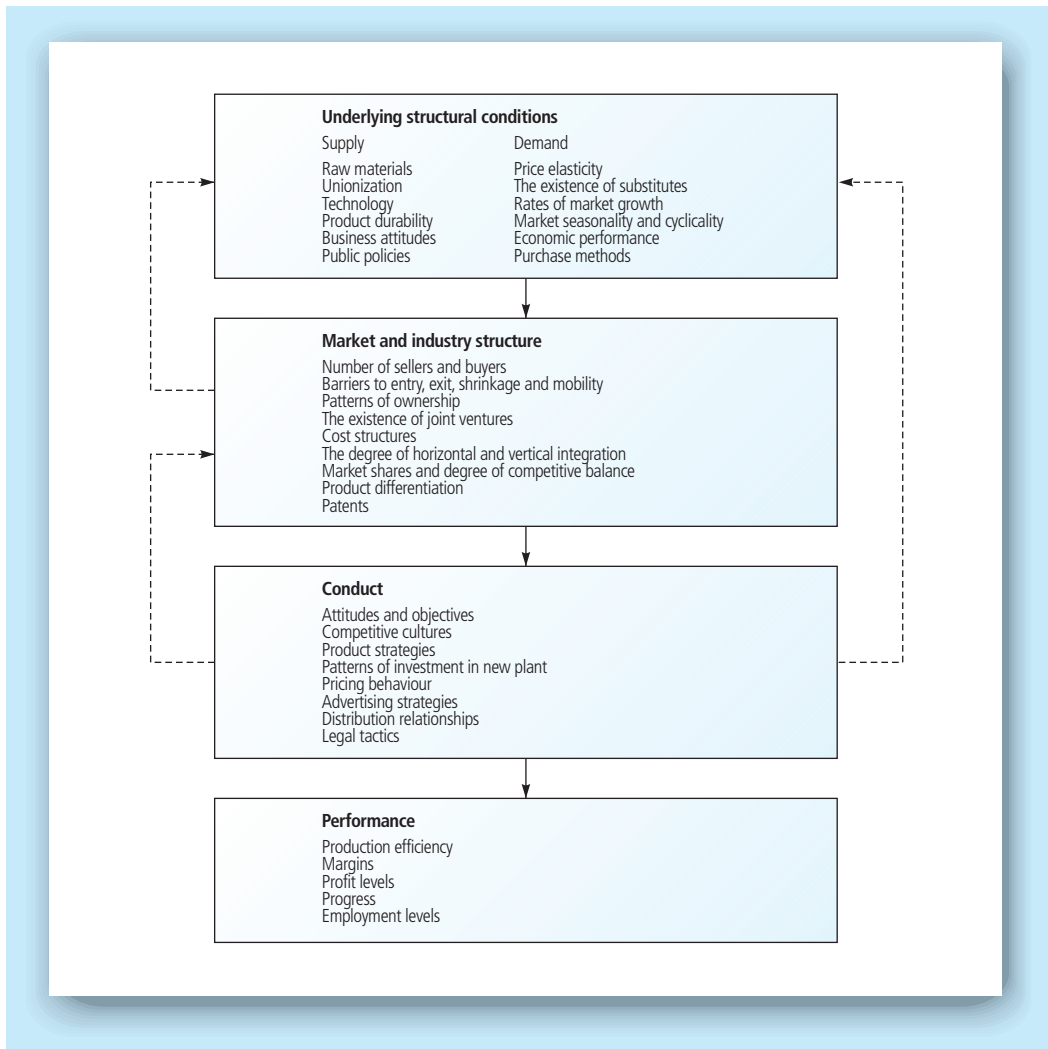 Underlying structural conditions
Supply Demand
Raw materials Price elasticity
Unionization The existence of substitutes
Technology Rates of market growth
Product durability Market seasonality and cyclicality
Business attitudes Economic performance
Public policies Purchase methods
Market and industry structure
Number of sellers and buyers
Barriers to entry, exit, shrinkage and mobility
Patterns of ownership
The existence of joint ventures
Cost structures
The degree of horizontal and vertical integration
Market shares and degree of competitive balance
Product differentiation
Patents
Conduct
Attitudes and objectives
Competitive cultures
Product strategies
Patterns of investment in new plant
Pricing behaviour
Advertising strategies
Distribution relationships
Legal tactics
Performance
Production efficiency
Margins
Profit levels
Progress
Employment levels